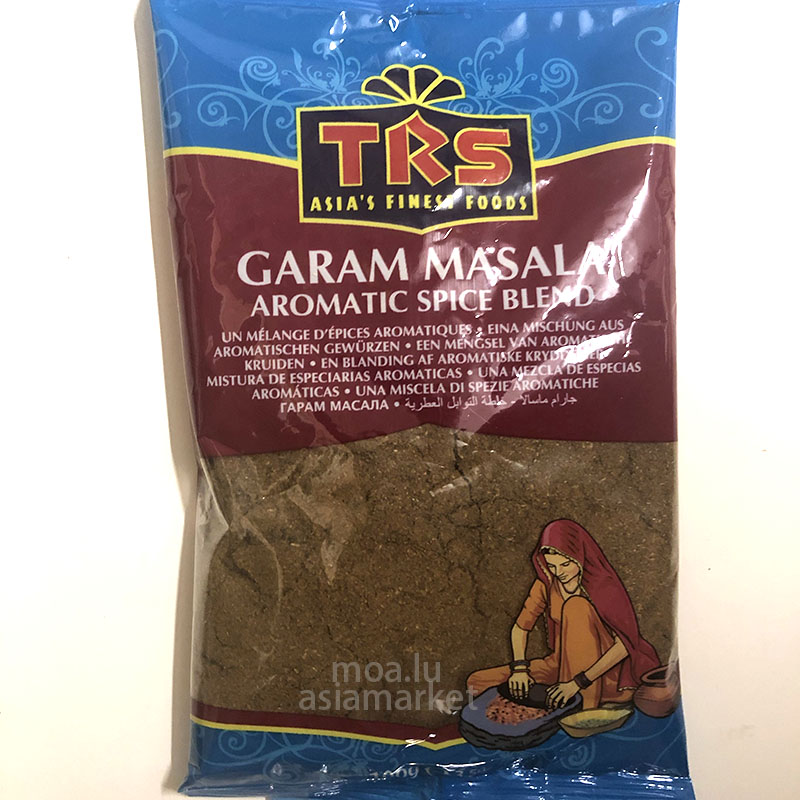 TRS
ASIA'S FINEST FOODS
GARAM MASALA
AROMATIC SPICE BLEND
UN MÉLANGE D'ÉPICES AROMATIQUES • EINA MISCHUNG AUS
AROMATISCHEN GEWÜRZEN • EEN MENGSEL VAN AROMATISCHE
KRUIDEN • EN BLANDING AF AROMATISKE
MISTURA DE ESPECIARIAS AROMATICAS • UNA MEZCLA DE ESPECIAS
AROMÁTICAS • UNA MISCELA DI SPEZIE AROMATICHE
ГАРАМ МАСАЛА • جارام ماسالا - خلطة التوابل العطرية
moa.lu
asiamarket
100g